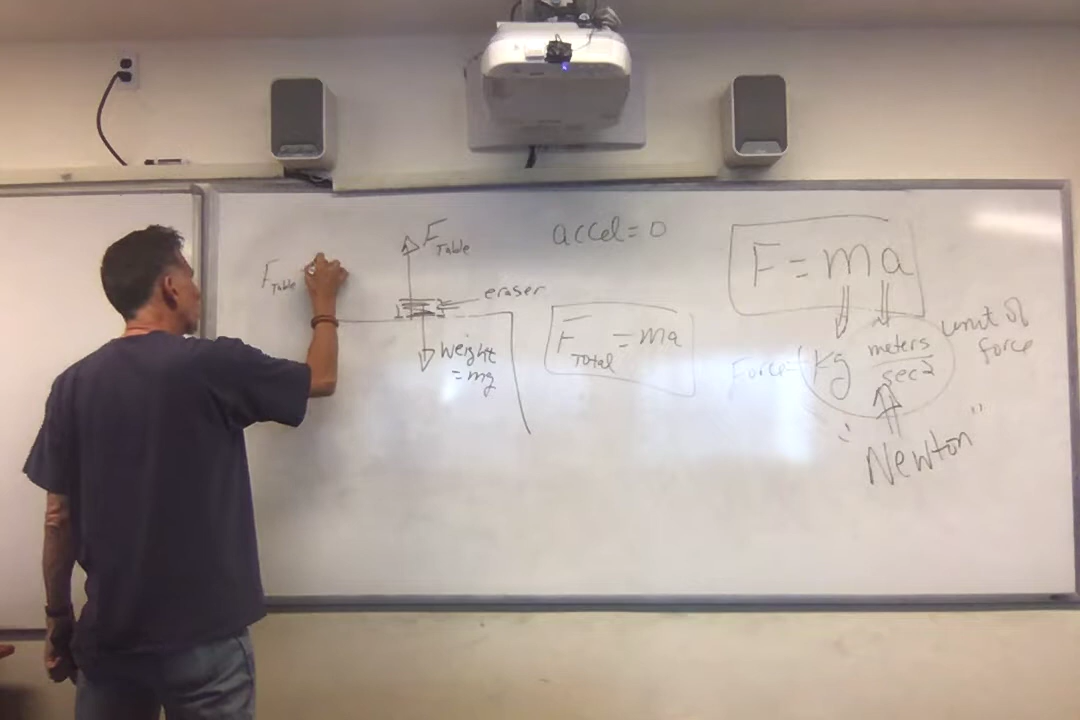 F Table
F Table
accel = 0
eraser
Weight
= mg
F Total = ma
F = ma
Force = kg meters/sec²
unit of
force
"Newton"